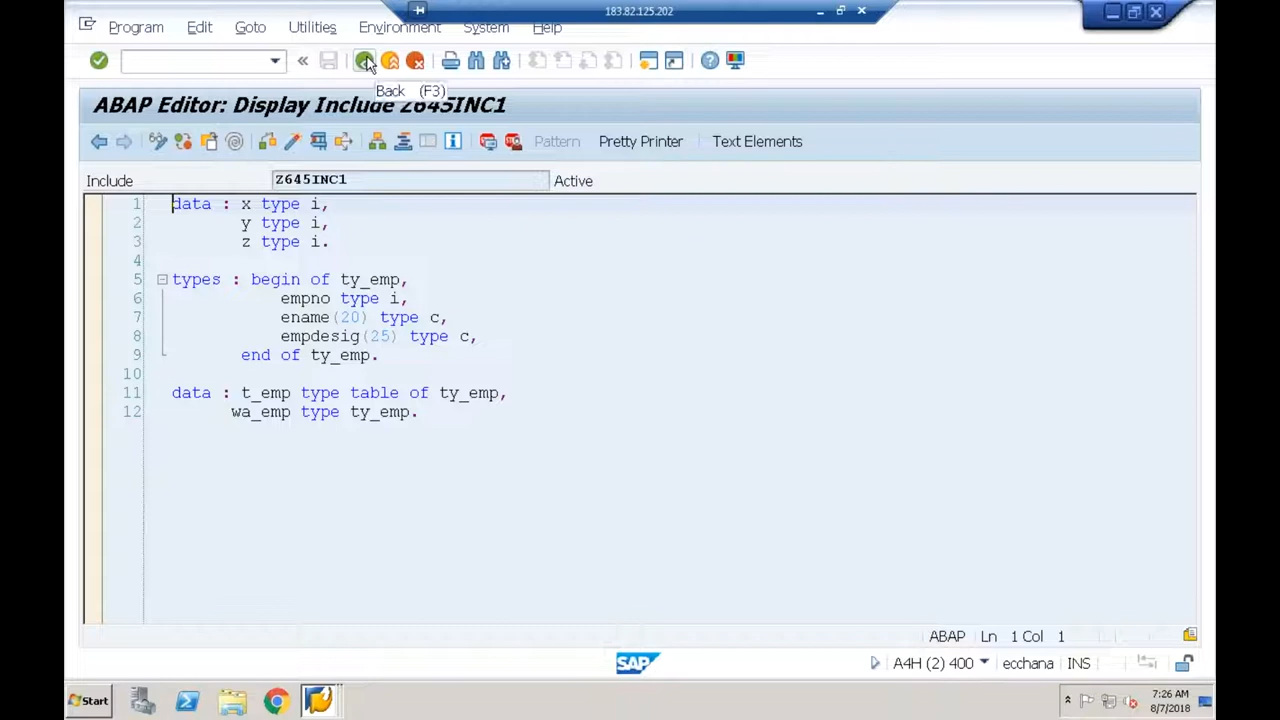 183.82.125.202
Program Edit Goto Utilities Environment System Help
Back (F3)
ABAP Editor: Display Include Z645INC1
Pattern Pretty Printer Text Elements
Include Z645INC1 Active
1 data : x type i,
2 y type i,
3 z type i.
4
5 types : begin of ty_emp,
6 empno type i,
7 ename(20) type c,
8 empdesig(25) type c,
9 end of ty_emp.
10
11 data : t_emp type table of ty_emp,
12 wa_emp type ty_emp.
ABAP Ln 1 Col 1
SAP A4H (2) 400 ecchana INS
Start 7:26 AM
8/7/2018